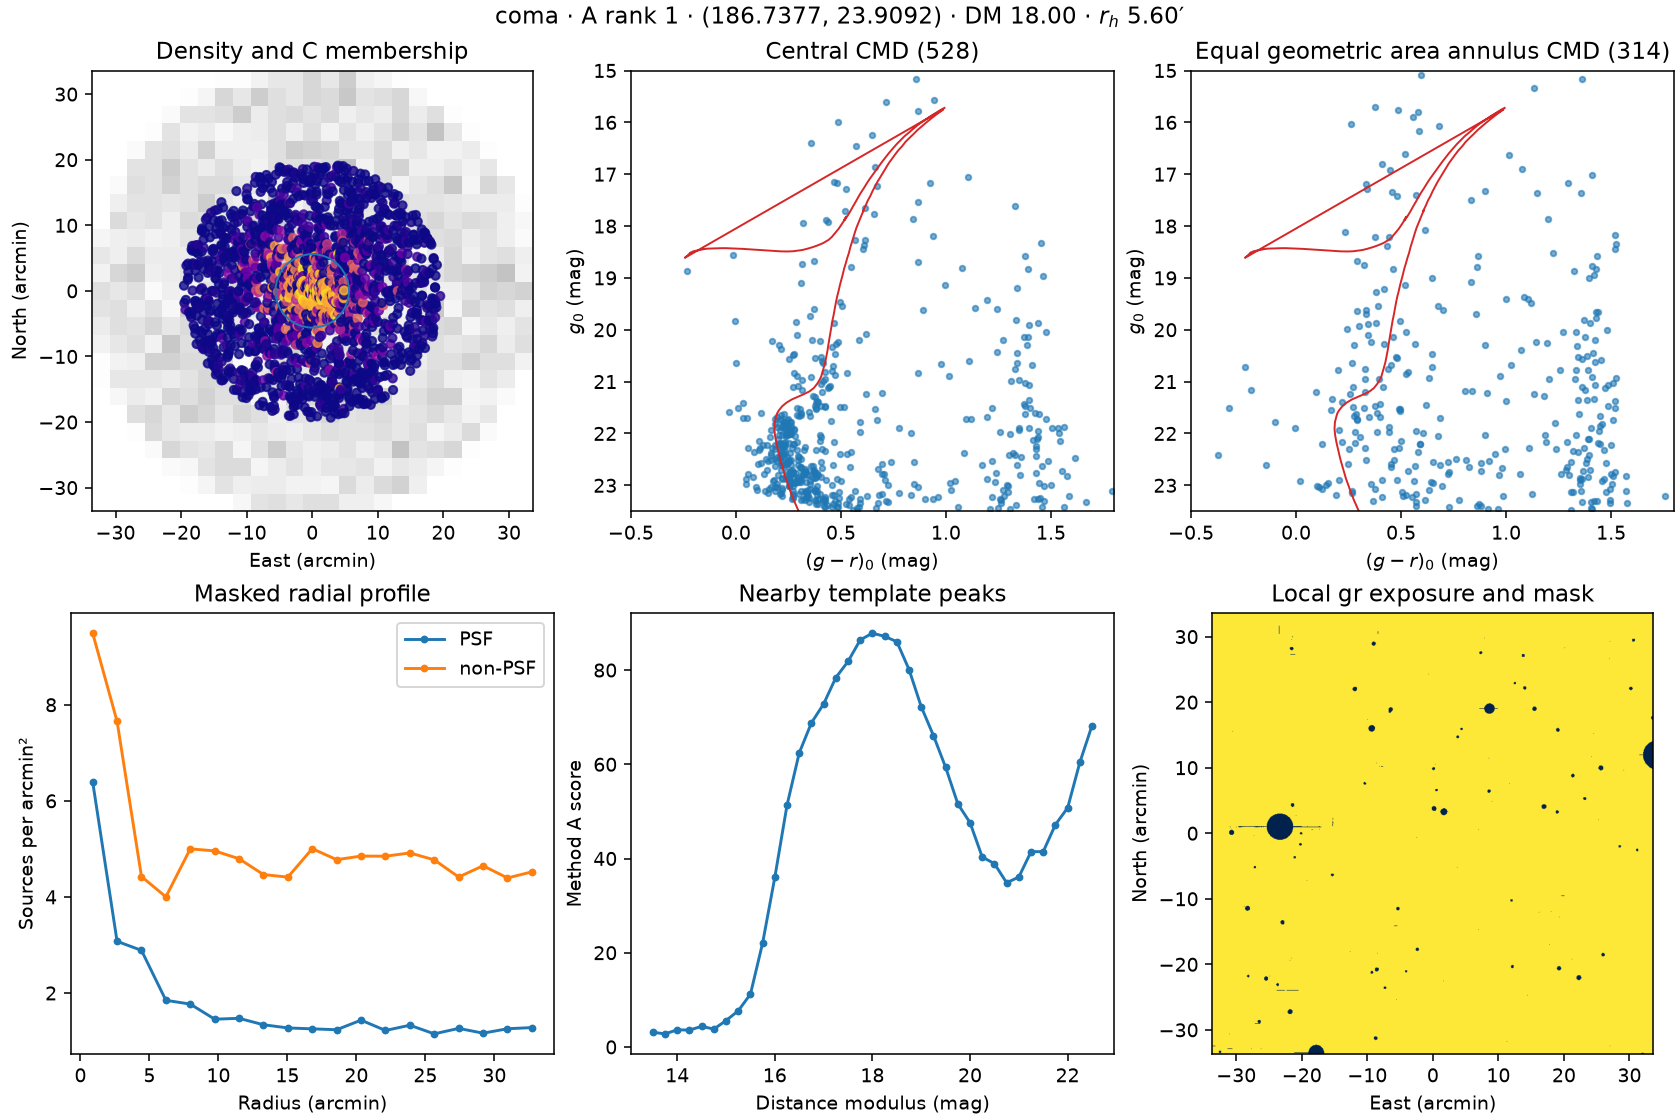 coma · A rank 1 · (186.7377, 23.9092) · DM 18.00 · r_h 5.60′
Density and C membership
30
20
10
0
−10
−20
−30
North (arcmin)
−30 −20 −10 0 10 20 30
East (arcmin)
Central CMD (528)
15
16
17
18
19
20
21
22
23
g₀ (mag)
−0.5 0.0 0.5 1.0 1.5
(g − r)₀ (mag)
Equal geometric area annulus CMD (314)
15
16
17
18
19
20
21
22
23
g₀ (mag)
−0.5 0.0 0.5 1.0 1.5
(g − r)₀ (mag)
Masked radial profile
PSF
non-PSF
8
6
4
2
Sources per arcmin²
0 5 10 15 20 25 30
Radius (arcmin)
Nearby template peaks
80
60
40
20
0
Method A score
14 16 18 20 22
Distance modulus (mag)
Local gr exposure and mask
30
20
10
0
−10
−20
−30
North (arcmin)
−30 −20 −10 0 10 20 30
East (arcmin)